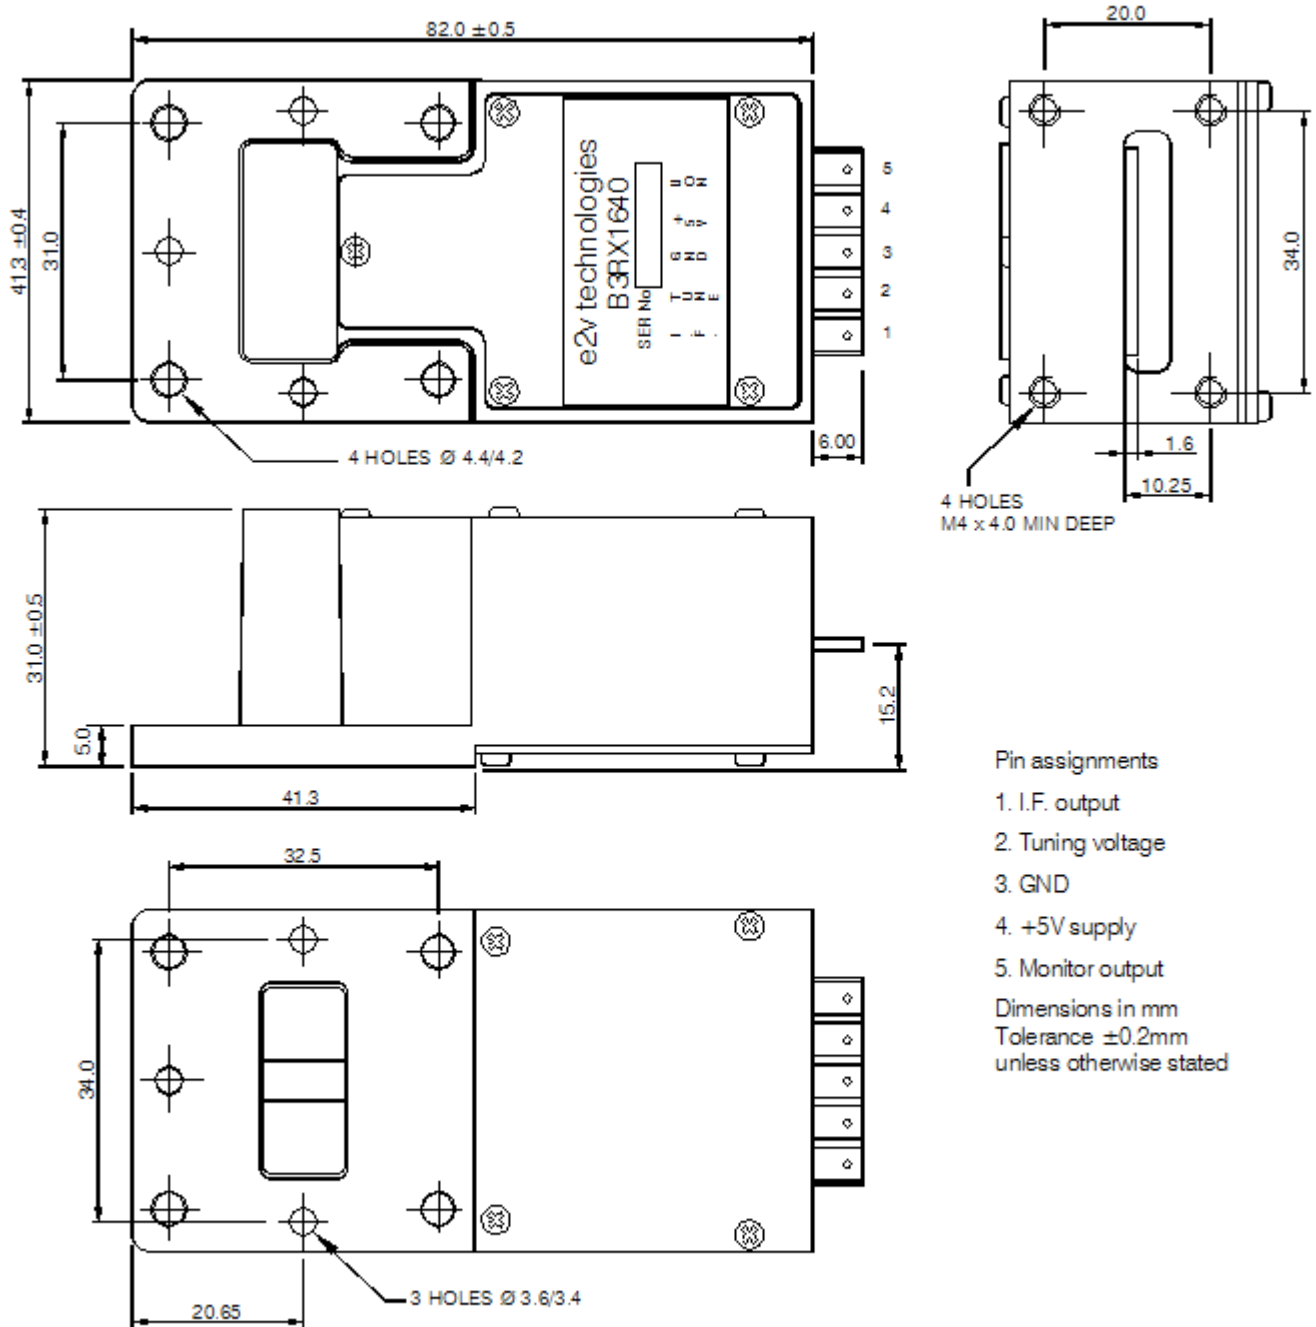 82.0 ±0.5
20.0
41.3 ±0.4
31.0
e2v technologies
B3RX1640
SER No
I.F.
TUNE
GND
+5V
MON
5
4
3
2
1
34.0
6.00
4 HOLES Ø 4.4/4.2
1.6
10.25
4 HOLES
M4 x 4.0 MIN DEEP
31.0 ±0.5
5.0
15.2
41.3
Pin assignments
1. I.F. output
2. Tuning voltage
3. GND
4. +5V supply
5. Monitor output
Dimensions in mm
Tolerance ±0.2mm
unless otherwise stated
32.5
34.0
3 HOLES Ø 3.6/3.4
20.65